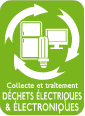 Collecte et traitement
DÉCHETS ÉLECTRIQUES
& ÉLECTRONIQUES